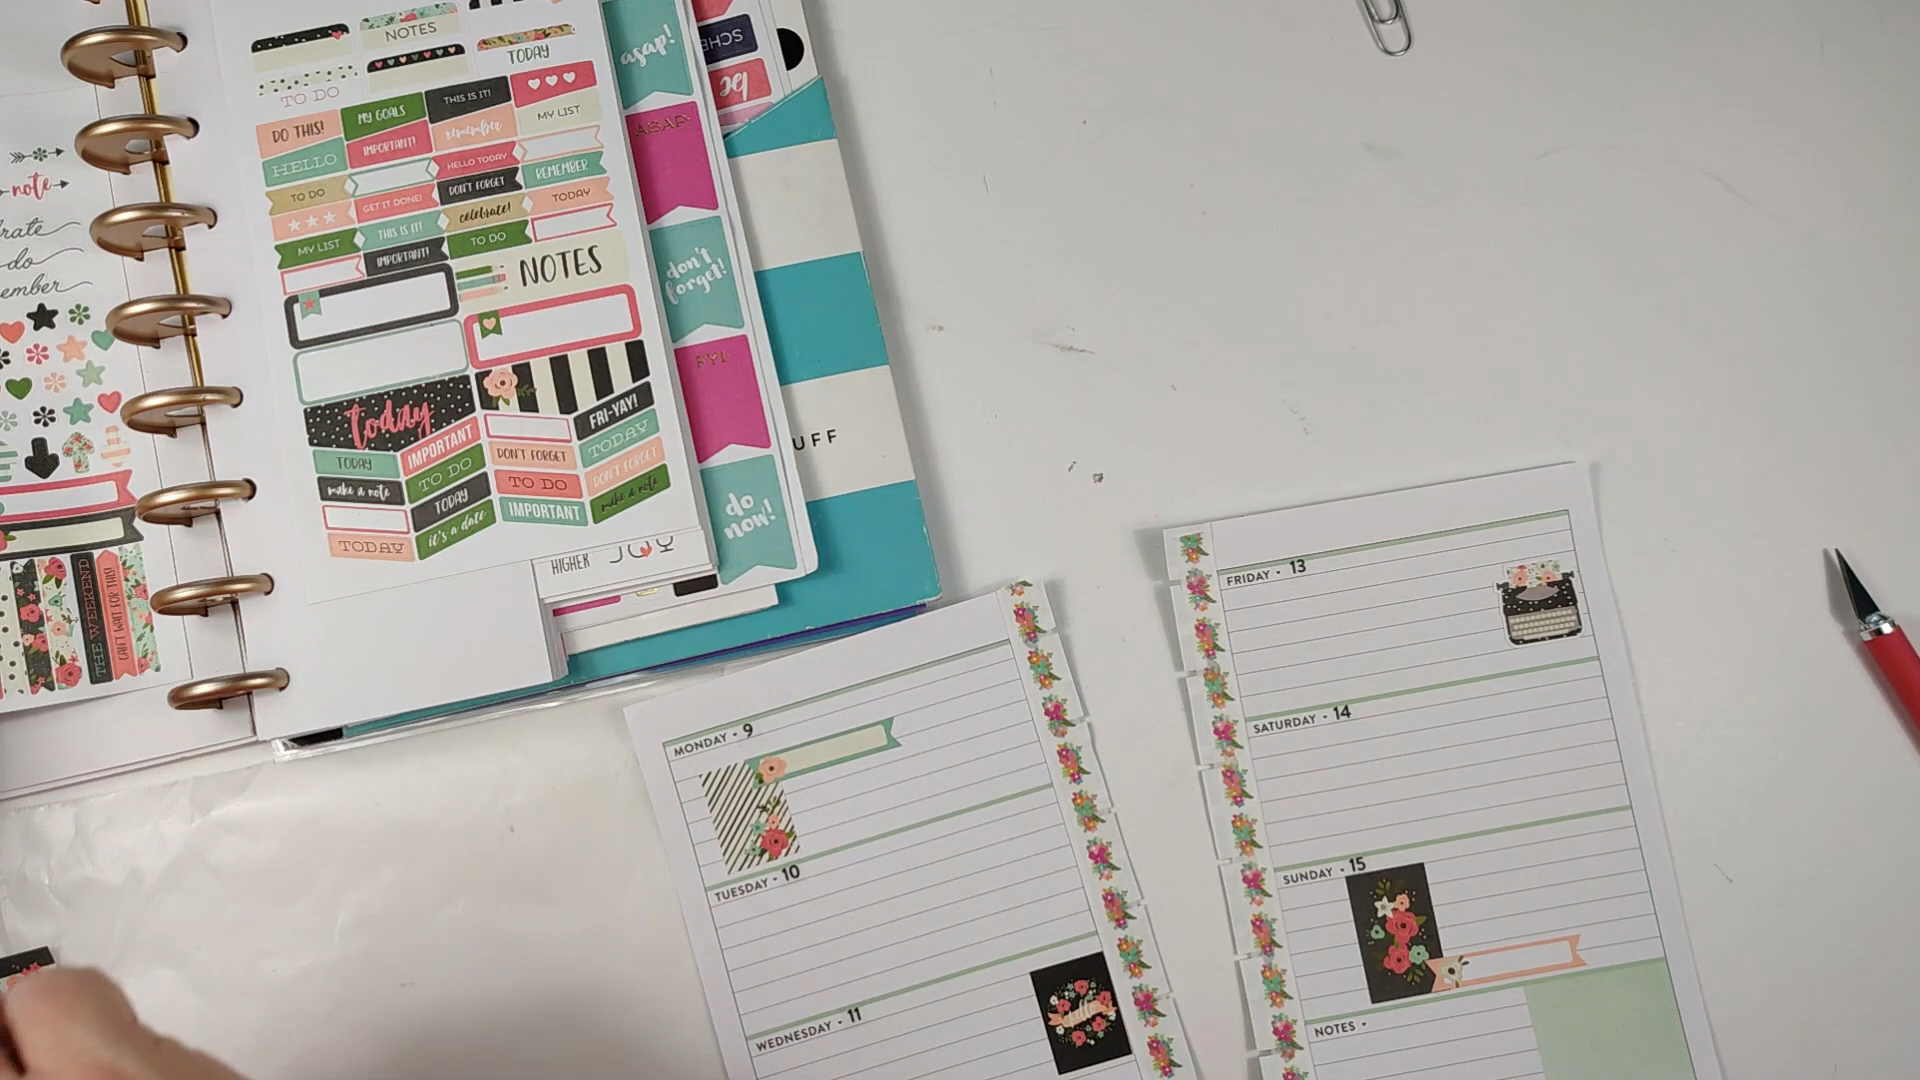 note
do
NOTES
TODAY
TO DO
DO THIS!
MY GOALS
THIS IS IT!
MY LIST
HELLO
IMPORTANT!
remember
TO DO
HELLO TODAY
REMEMBER
GET IT DONE!
DON'T FORGET
TODAY
MY LIST
THIS IS IT!
celebrate!
IMPORTANT!
TO DO
NOTES
today
IMPORTANT
FRI-YAY!
TODAY
TO DO
DON'T FORGET
TODAY
make a note
TODAY
TO DO
DON'T FORGET
it's a date
IMPORTANT
make a note
TODAY
THE WEEKEND
CAN'T WAIT FOR THIS!
HIGHER
JOY
asap!
ASAP
don't
forget!
FYI
do
now!
UFF
MONDAY • 9
TUESDAY • 10
WEDNESDAY • 11
hello
FRIDAY • 13
SATURDAY • 14
SUNDAY • 15
NOTES •